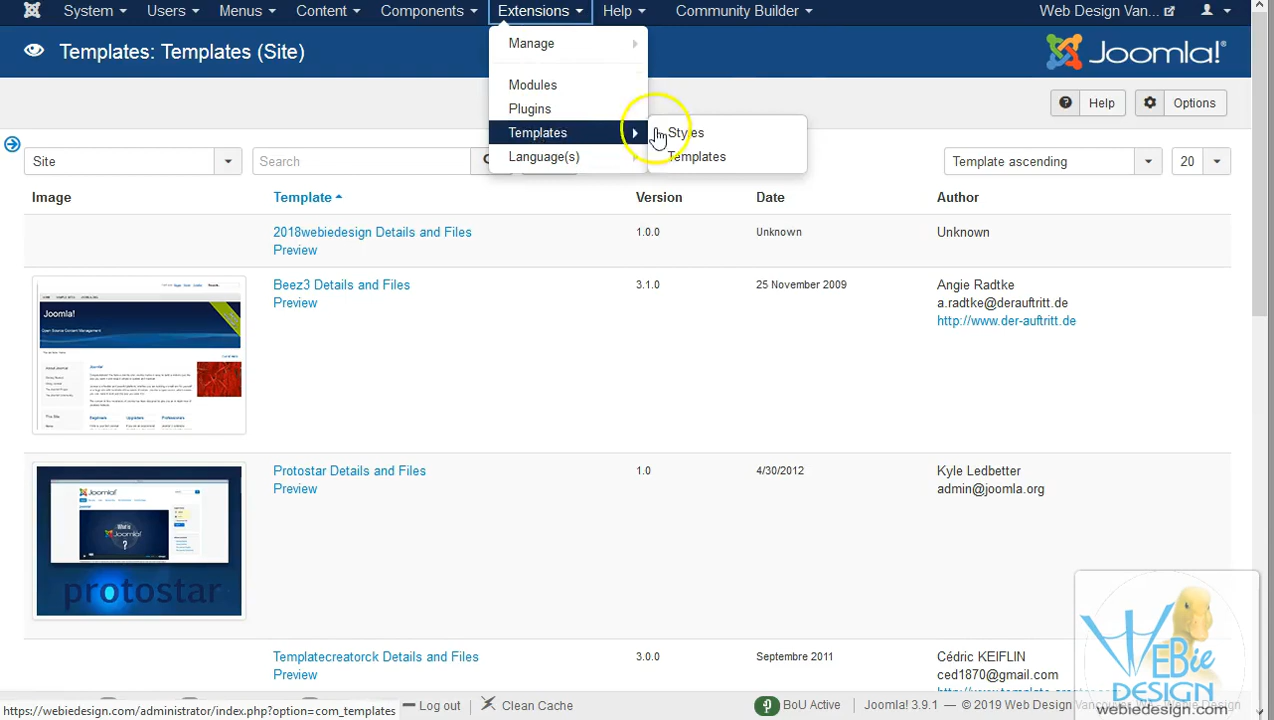 System Users Menus Content Components Extensions Help Community Builder Web Design Van...
Templates: Templates (Site)
Joomla!
Manage
Modules
Plugins
Templates
Language(s)
Styles
Templates
Help Options
Site Search Template ascending 20
Image Template Version Date Author
2018webiedesign Details and Files 1.0.0 Unknown Unknown
Preview
Beez3 Details and Files 3.1.0 25 November 2009 Angie Radtke
Preview a.radtke@derauftritt.de
http://www.der-auftritt.de
Joomla!
Protostar Details and Files 1.0 4/30/2012 Kyle Ledbetter
Preview admin@joomla.org
Joomla!
What is
Joomla!
?
protostar
Templatecreatorck Details and Files 3.0.0 Septembre 2011 Cédric KEIFLIN
Preview ced1870@gmail.com
WEBie
DESIGN
webiedesign.com
https://webiedesign.com/administrator/index.php?option=com_templates Log out Clean Cache BoU Active Joomla! 3.9.1 — © 2019 Web Design Vancouver